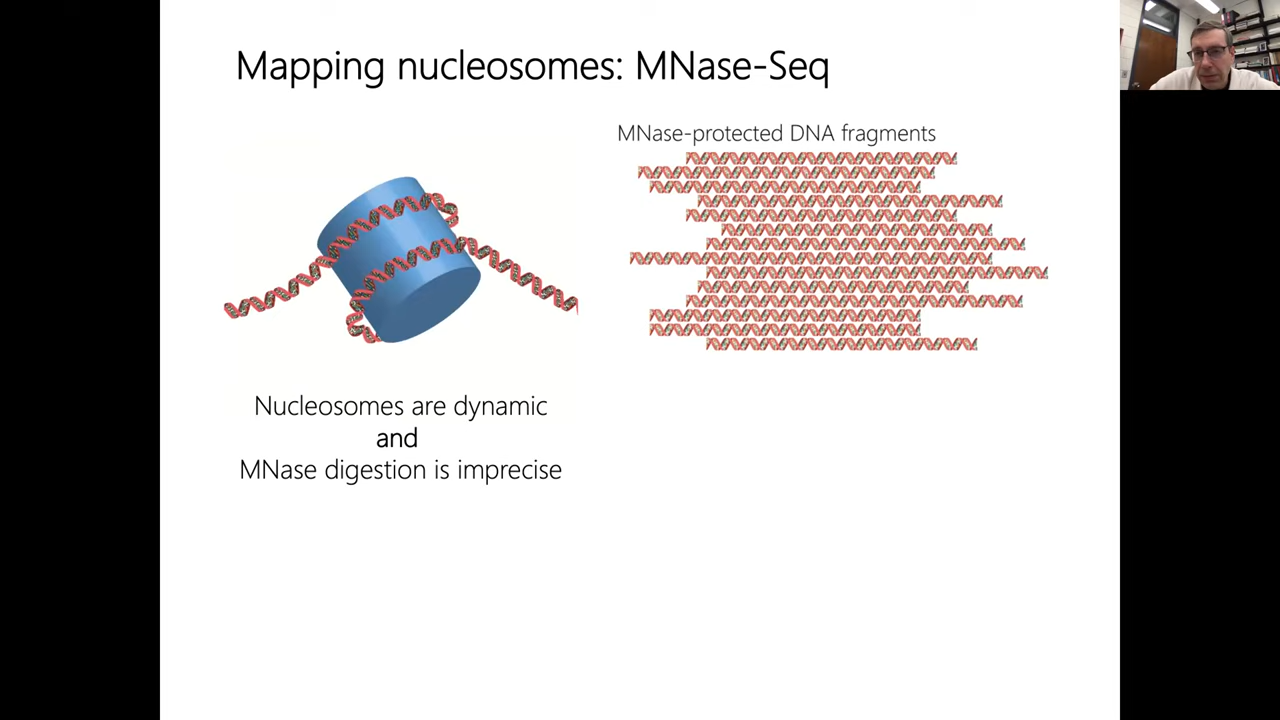 Mapping nucleosomes: MNase-Seq
MNase-protected DNA fragments
Nucleosomes are dynamic
and
MNase digestion is imprecise